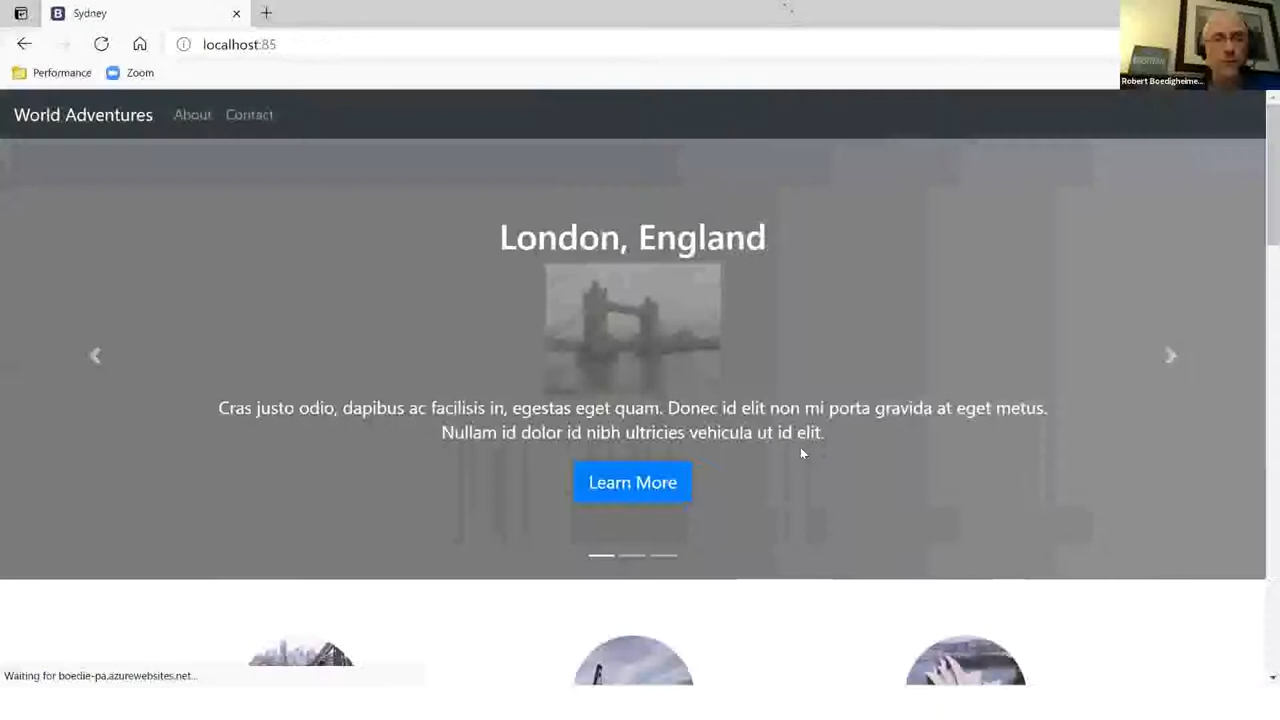 Sydney
localhost:85
Performance
Zoom
Robert Boedigheime...
World Adventures
About
Contact
London, England
Cras justo odio, dapibus ac facilisis in, egestas eget quam. Donec id elit non mi porta gravida at eget metus.
Nullam id dolor id nibh ultricies vehicula ut id elit.
Learn More
Waiting for boedie-pa.azurewebsites.net...